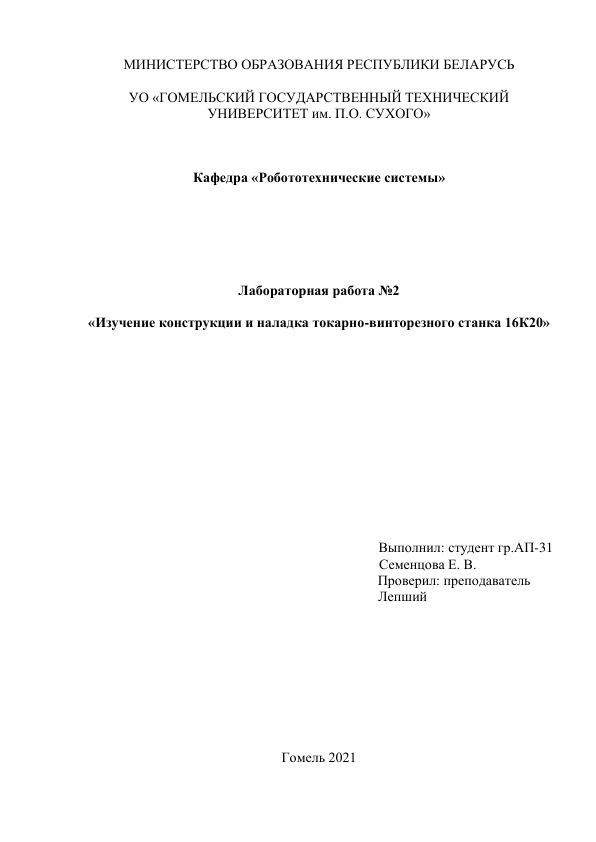 МИНИСТЕРСТВО ОБРАЗОВАНИЯ РЕСПУБЛИКИ БЕЛАРУСЬ
УО «ГОМЕЛЬСКИЙ ГОСУДАРСТВЕННЫЙ ТЕХНИЧЕСКИЙ
УНИВЕРСИТЕТ им. П.О. СУХОГО»
Кафедра «Робототехнические системы»
Лабораторная работа №2
«Изучение конструкции и наладка токарно-винторезного станка 16К20»
Выполнил: студент гр.АП-31
Семенцова Е. В.
Проверил: преподаватель
Лепший
Гомель 2021